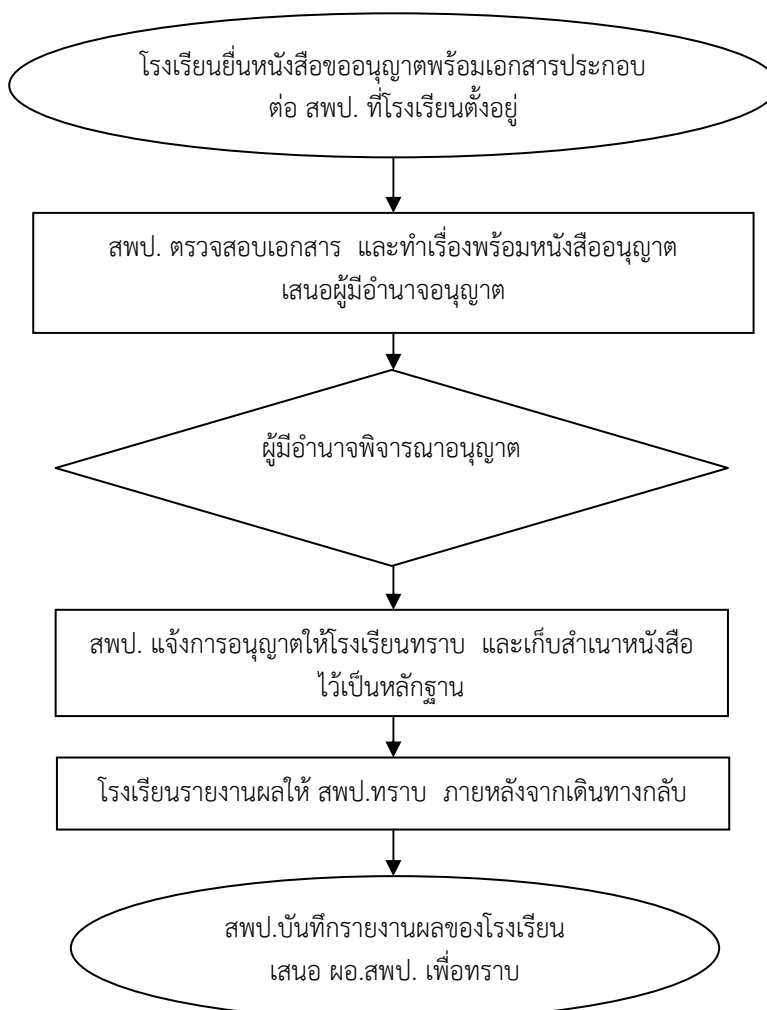 โรงเรียนยื่นหนังสือขออนุญาตพร้อมเอกสารประกอบ
ต่อ สพป. ที่โรงเรียนตั้งอยู่
สพป. ตรวจสอบเอกสาร และทำเรื่องพร้อมหนังสืออนุญาต
เสนอผู้มีอำนาจอนุญาต
ผู้มีอำนาจพิจารณาอนุญาต
สพป. แจ้งการอนุญาตให้โรงเรียนทราบ และเก็บสำเนาหนังสือ
ไว้เป็นหลักฐาน
โรงเรียนรายงานผลให้ สพป.ทราบ ภายหลังจากเดินทางกลับ
สพป.บันทึกรายงานผลของโรงเรียน
เสนอ ผอ.สพป. เพื่อทราบ